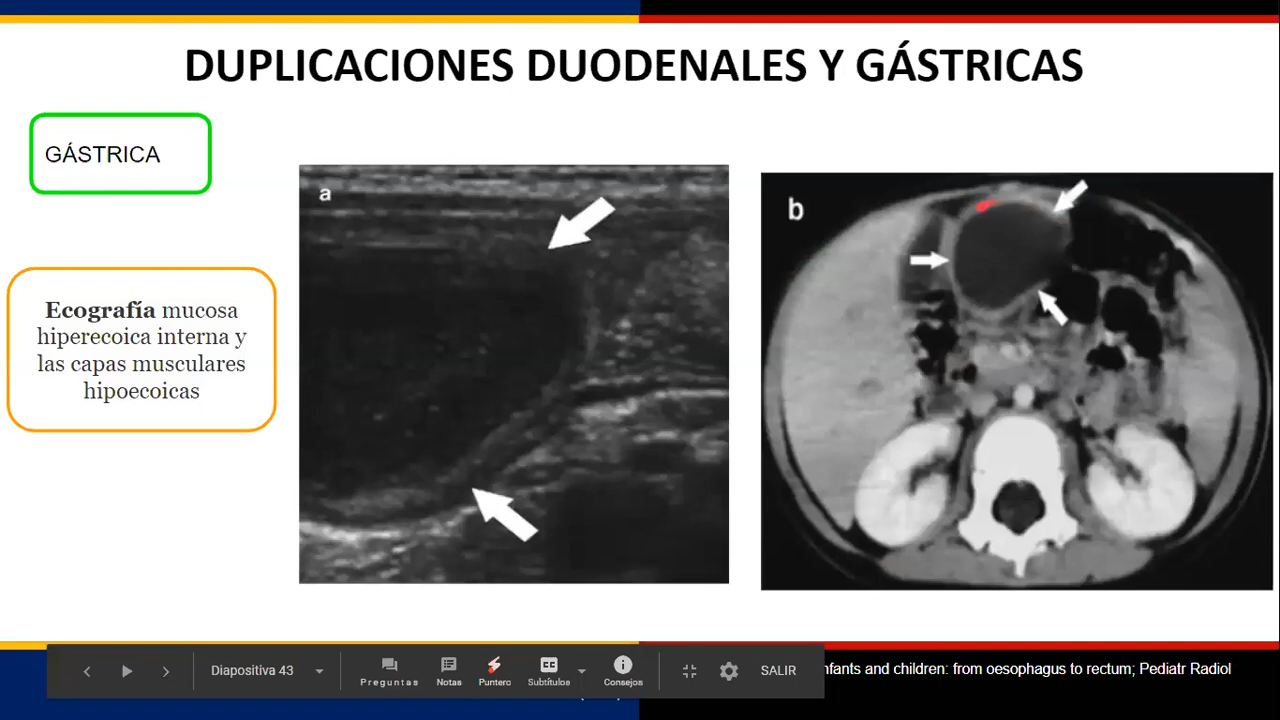 DUPLICACIONES DUODENALES Y GÁSTRICAS
GÁSTRICA
a
b
Ecografía mucosa
hiperecoica interna y
las capas musculares
hipoecoicas
Diapositiva 43
Preguntas
Notas
Puntero
CC
Subtítulos
Consejos
SALIR
nfants and children: from oesophagus to rectum; Pediatr Radiol